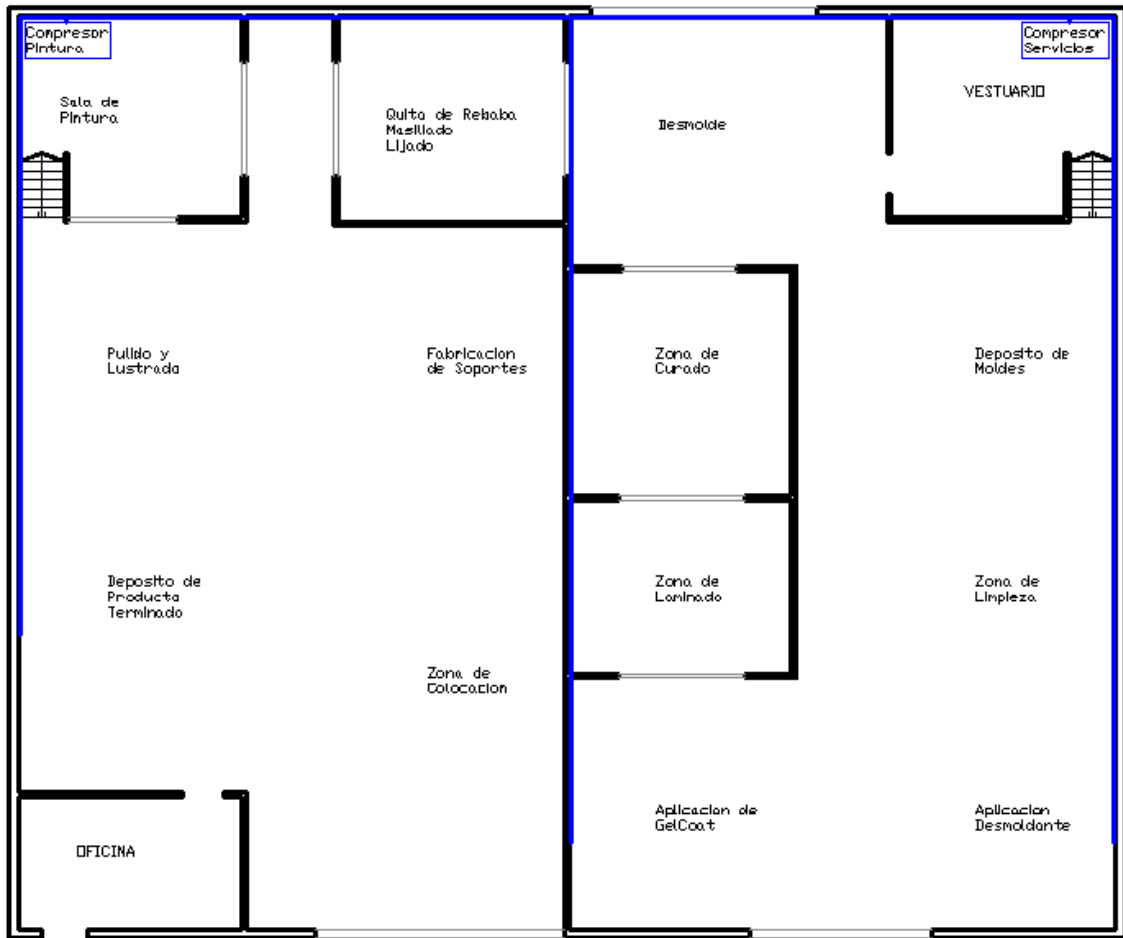 Compresor
Pintura
Compresor
Servicios
Sala de
Pintura
Quita de Rebaba
Masillado
Lijado
Desmolde
VESTUARIO
Pulido y
Lustrada
Fabricacion
de Soportes
Zona de
Curado
Deposito de
Moldes
Deposito de
Producto
Terminado
Zona de
Laminado
Zona de
Limpieza
Zona de
Colocacion
Aplicacion de
GelCoat
Aplicacion
Desmoldante
OFICINA